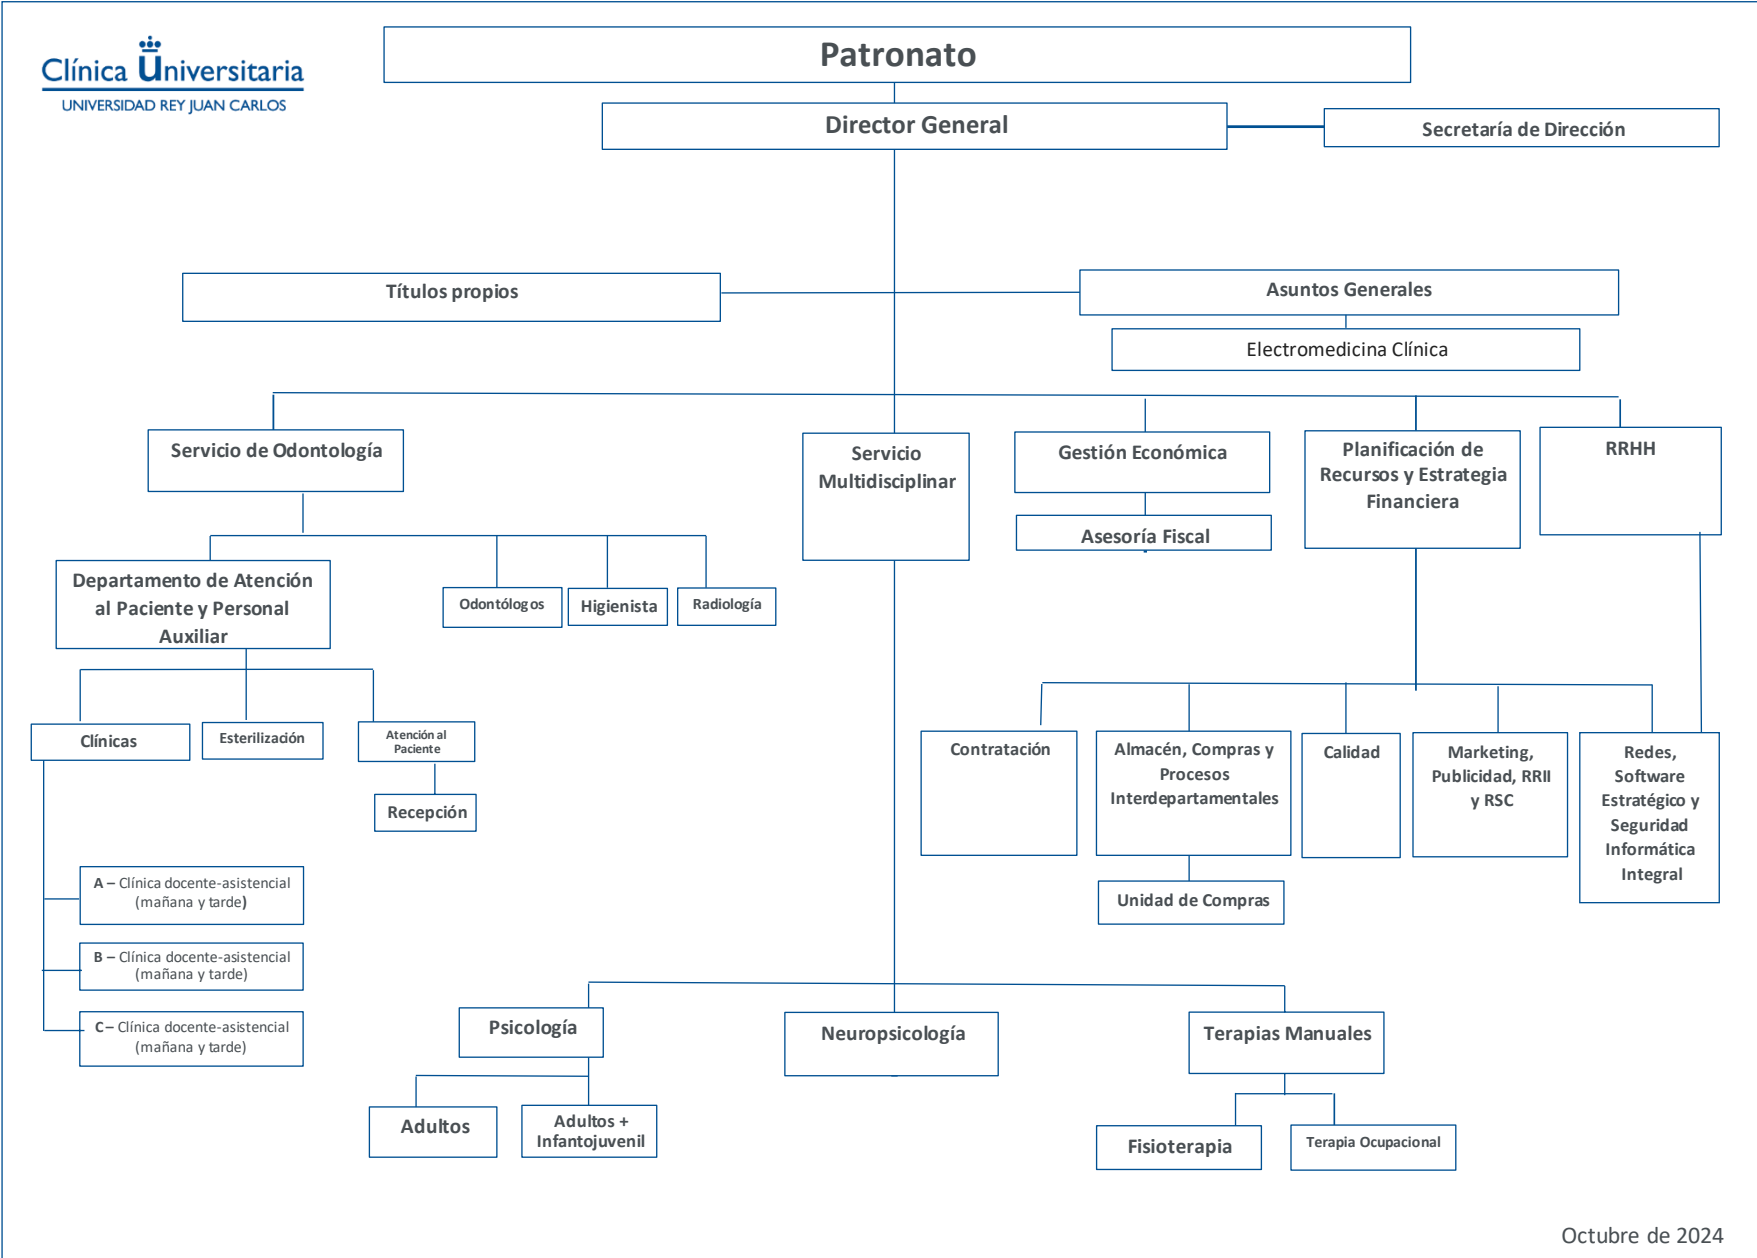 Clínica Universitaria
UNIVERSIDAD REY JUAN CARLOS
Patronato
Director General
Secretaría de Dirección
Títulos propios
Asuntos Generales
Electromedicina Clínica
Servicio de Odontología
Servicio
Multidisciplinar
Gestión Económica
Asesoría Fiscal
Planificación de
Recursos y Estrategia
Financiera
RRHH
Departamento de Atención
al Paciente y Personal
Auxiliar
Odontólogos
Higienista
Radiología
Clínicas
Esterilización
Atención al
Paciente
Recepción
Contratación
Almacén, Compras y
Procesos
Interdepartamentales
Unidad de Compras
Calidad
Marketing,
Publicidad, RRII
y RSC
Redes,
Software
Estratégico y
Seguridad
Informática
Integral
A – Clínica docente-asistencial
(mañana y tarde)
B – Clínica docente-asistencial
(mañana y tarde)
C – Clínica docente-asistencial
(mañana y tarde)
Psicología
Neuropsicología
Terapias Manuales
Adultos
Adultos +
Infantojuvenil
Fisioterapia
Terapia Ocupacional
Octubre de 2024